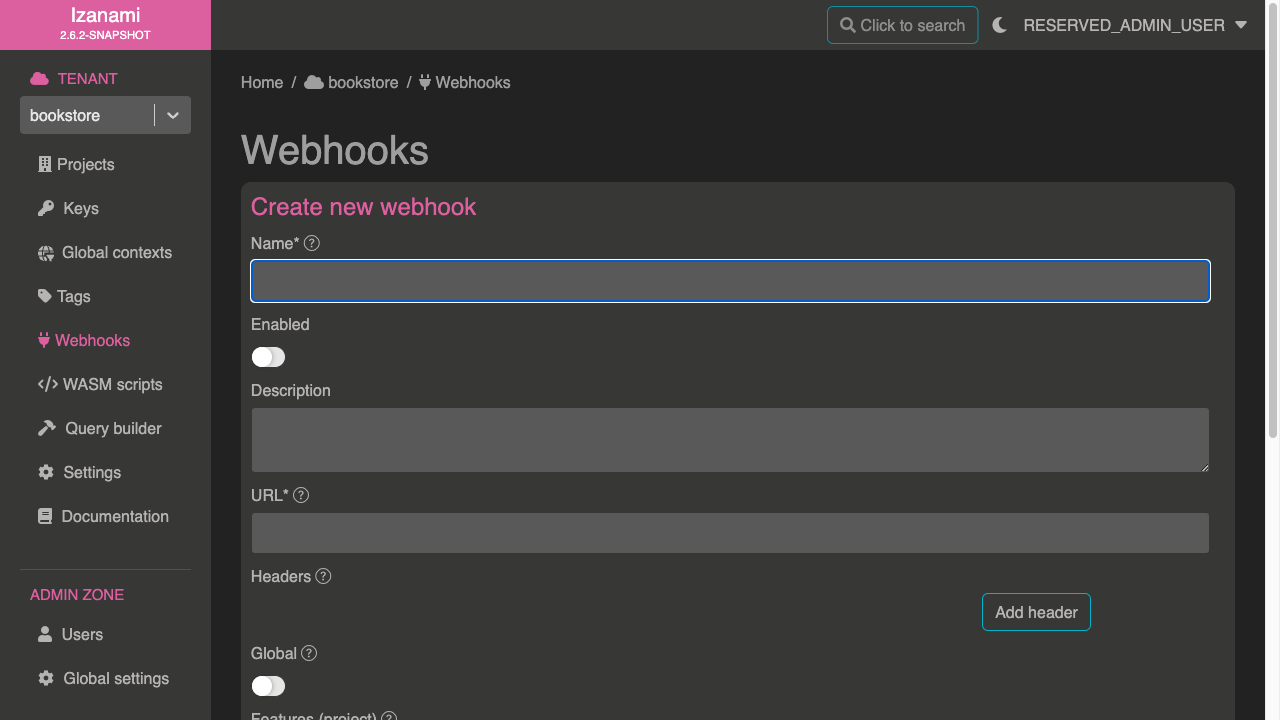 Izanami
2.6.2-SNAPSHOT
Click to search
RESERVED_ADMIN_USER
TENANT
bookstore
Projects
Keys
Global contexts
Tags
Webhooks
WASM scripts
Query builder
Settings
Documentation
ADMIN ZONE
Users
Global settings
Home / bookstore / Webhooks
Webhooks
Create new webhook
Name* ?
Enabled
Description
URL* ?
Headers ?
Add header
Global ?
Features (project) ?